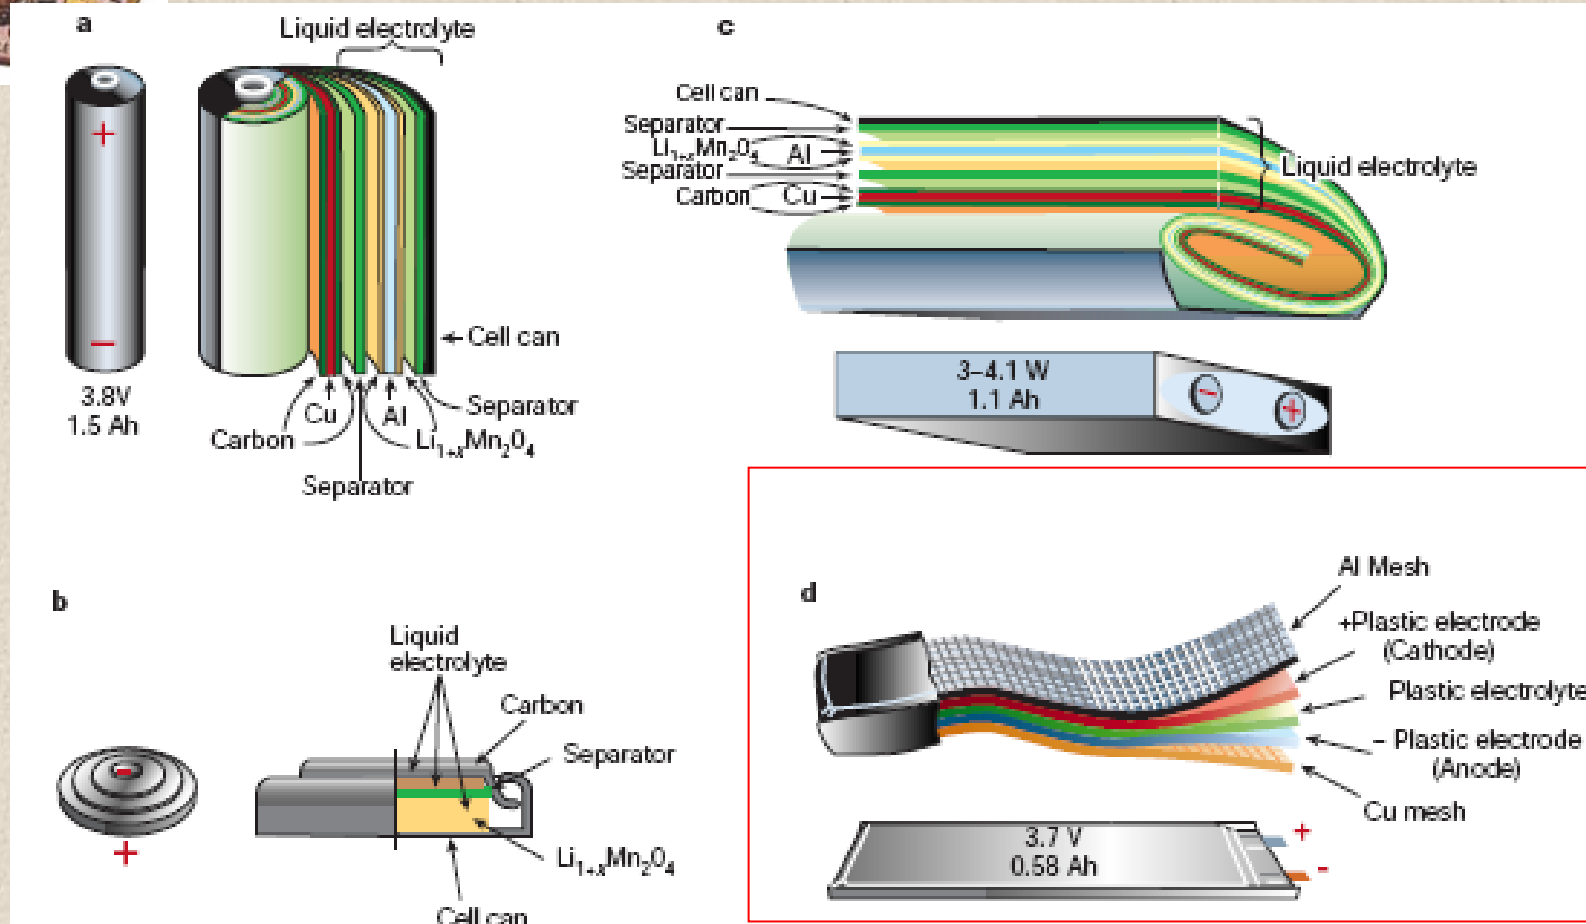 a
Liquid electrolyte
+
−
3.8V
1.5 Ah
Cell can
Cu
Al
Separator
Carbon
Li1+xMn2O4
Separator
c
Cell can
Separator
Li1+xMn2O4
Al
Separator
Carbon
Cu
Liquid electrolyte
3–4.1 W
1.1 Ah
−
+
b
Liquid
electrolyte
Carbon
Separator
-
+
Li1+xMn2O4
Cell can
d
Al Mesh
+Plastic electrode
(Cathode)
Plastic electrolyte
– Plastic electrode
(Anode)
Cu mesh
3.7 V
0.58 Ah
+
-